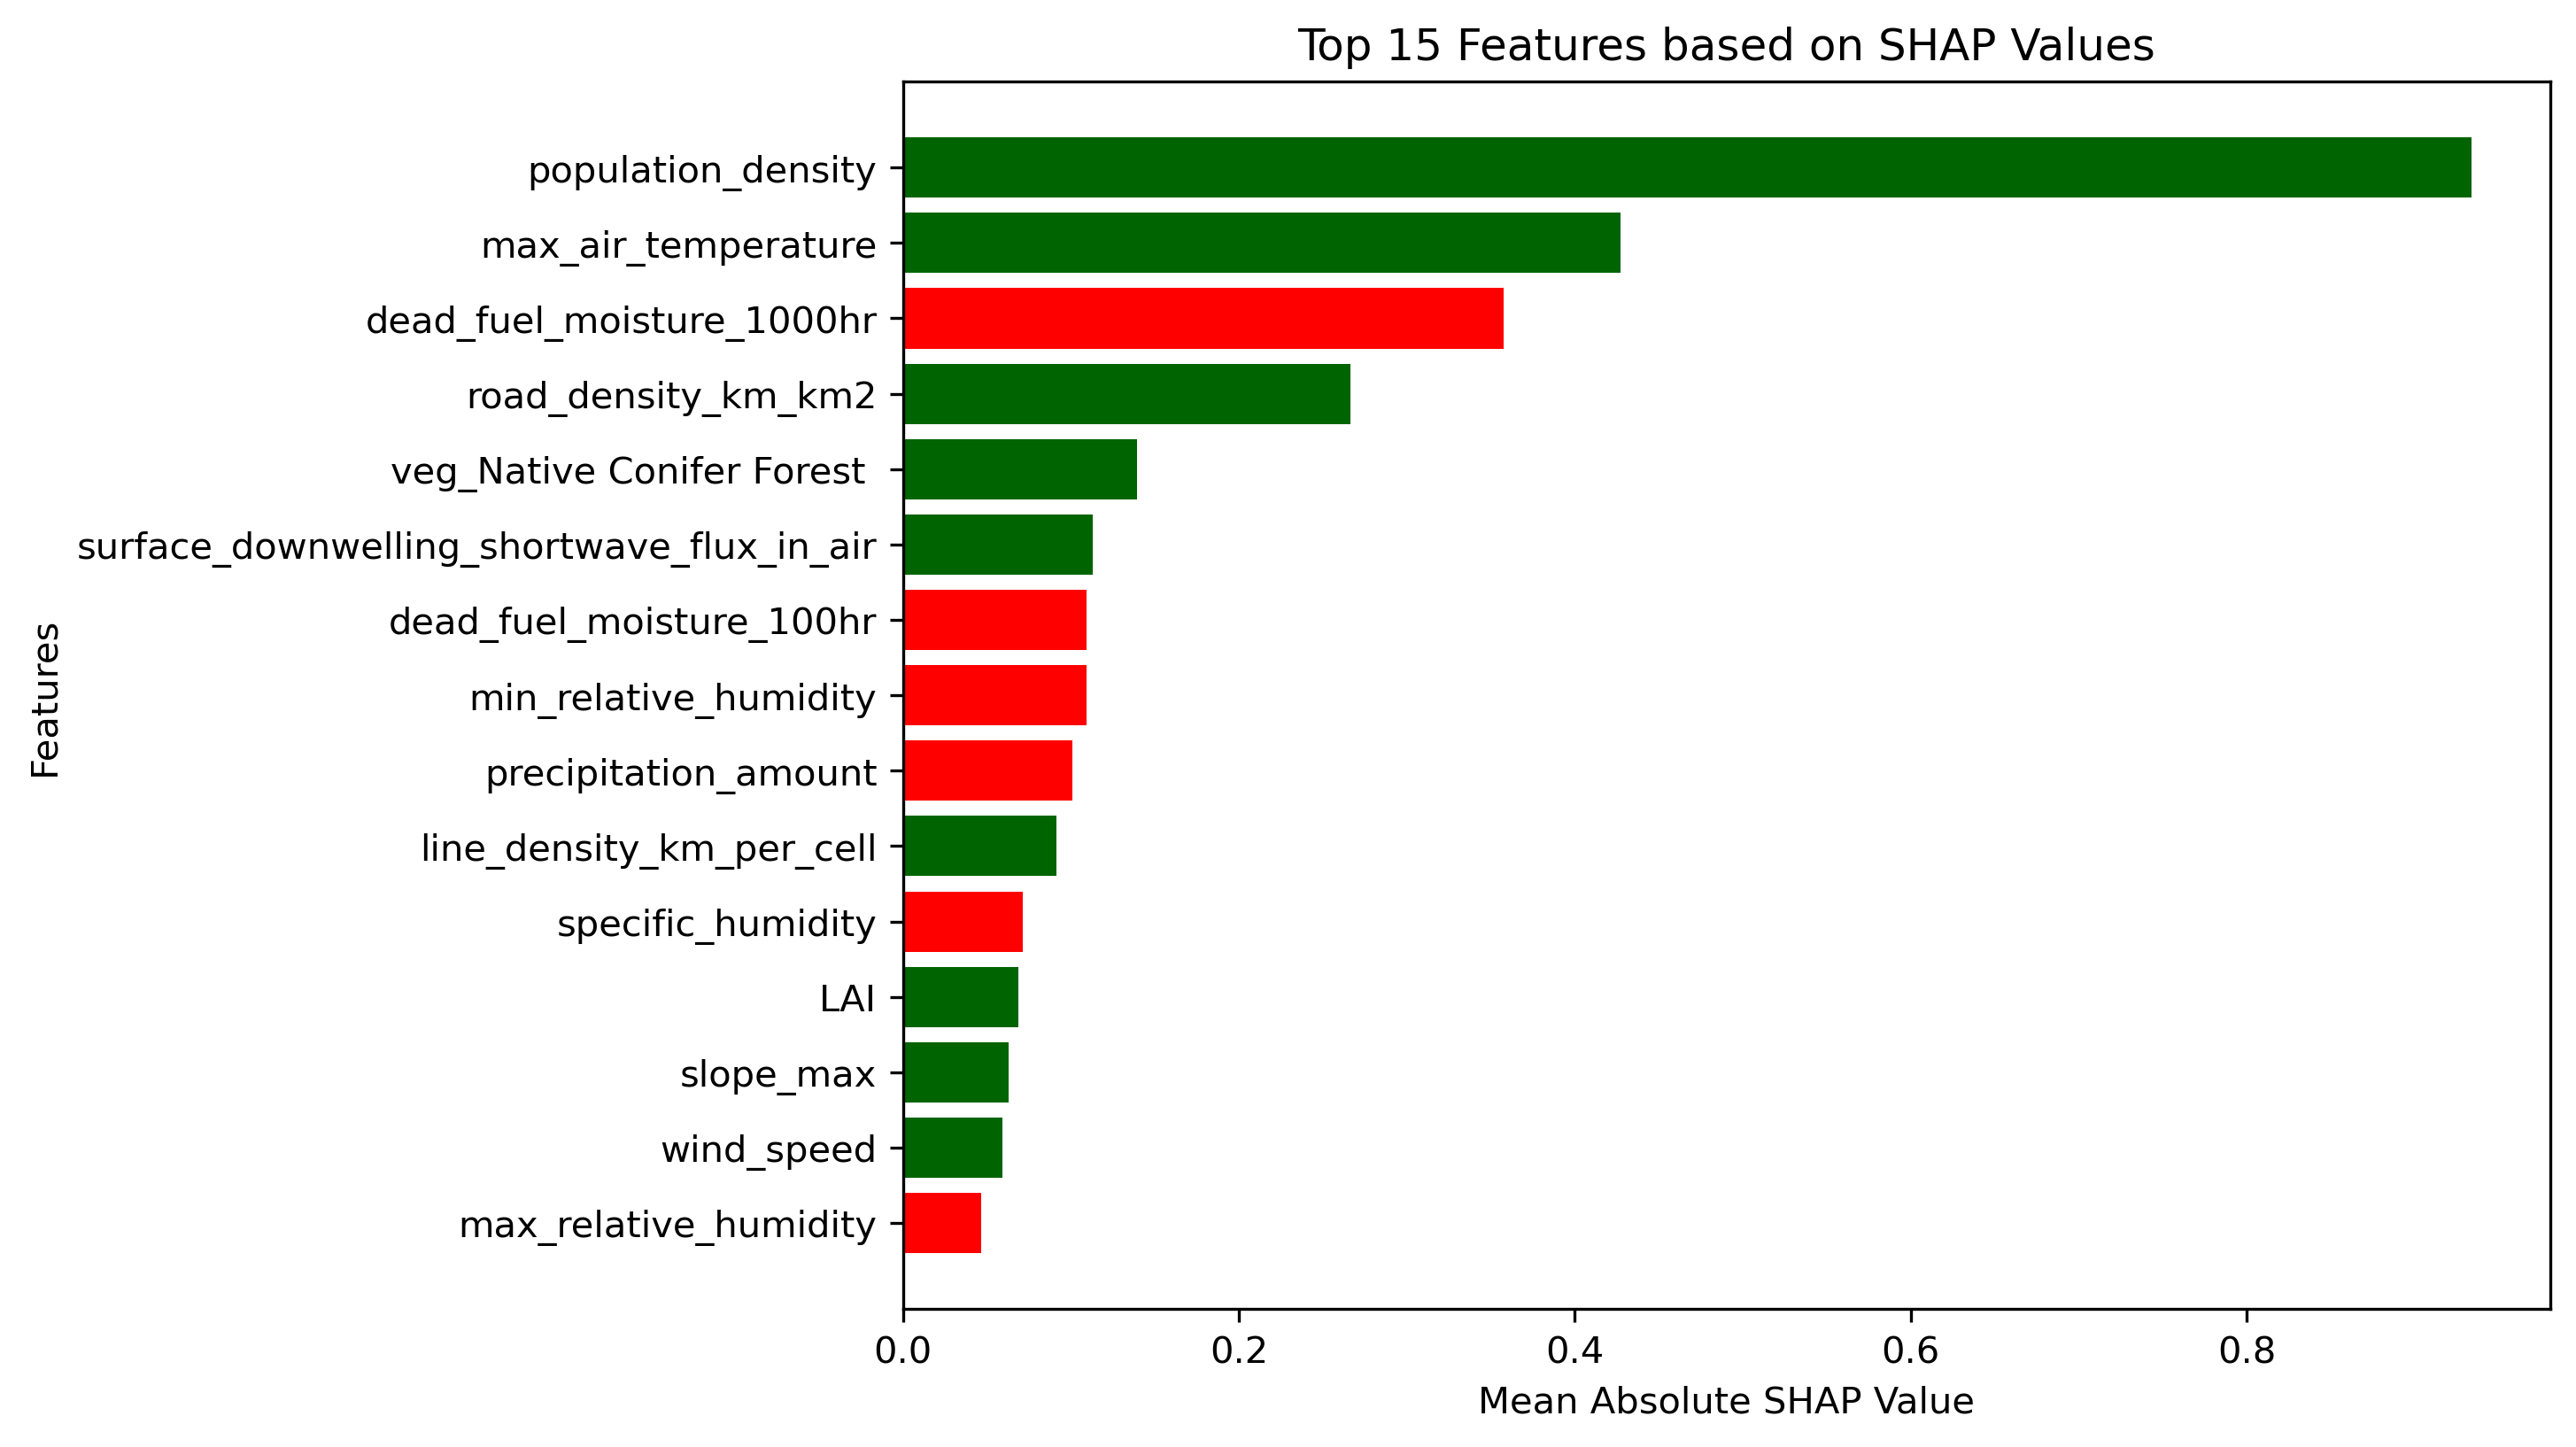 Top 15 Features based on SHAP Values
Features
population_density
max_air_temperature
dead_fuel_moisture_1000hr
road_density_km_km2
veg_Native Conifer Forest
surface_downwelling_shortwave_flux_in_air
dead_fuel_moisture_100hr
min_relative_humidity
precipitation_amount
line_density_km_per_cell
specific_humidity
LAI
slope_max
wind_speed
max_relative_humidity
0.0 0.2 0.4 0.6 0.8
Mean Absolute SHAP Value